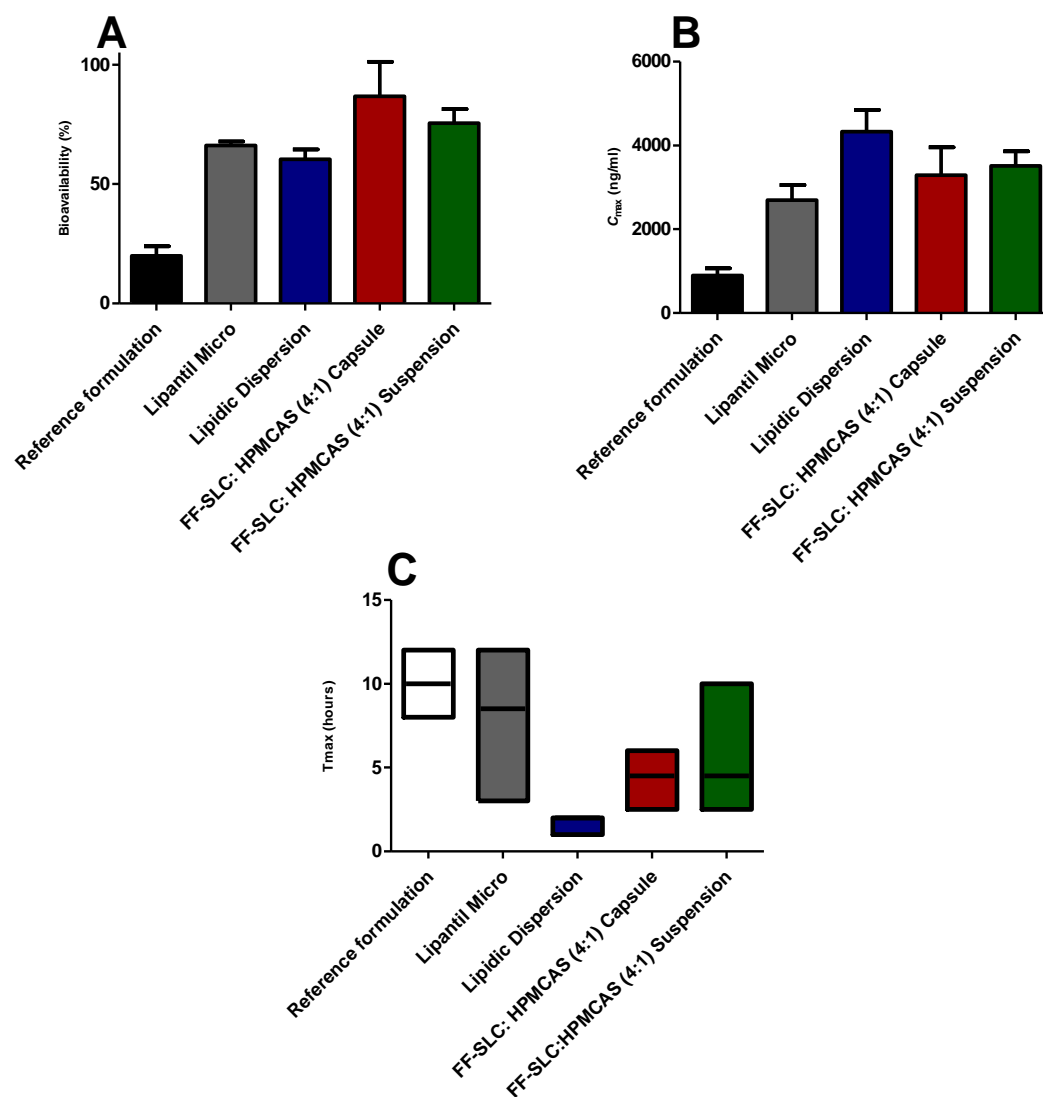 A
Bioavailability (%)
100
50
0
Reference formulation
Lipantil Micro
Lipidic Dispersion
FF-SLC: HPMCAS (4:1) Capsule
FF-SLC: HPMCAS (4:1) Suspension
B
Cmax (ng/ml)
6000
4000
2000
0
Reference formulation
Lipantil Micro
Lipidic Dispersion
FF-SLC: HPMCAS (4:1) Capsule
FF-SLC: HPMCAS (4:1) Suspension
C
Tmax (hours)
15
10
5
0
Reference formulation
Lipantil Micro
Lipidic Dispersion
FF-SLC: HPMCAS (4:1) Capsule
FF-SLC:HPMCAS (4:1) Suspension